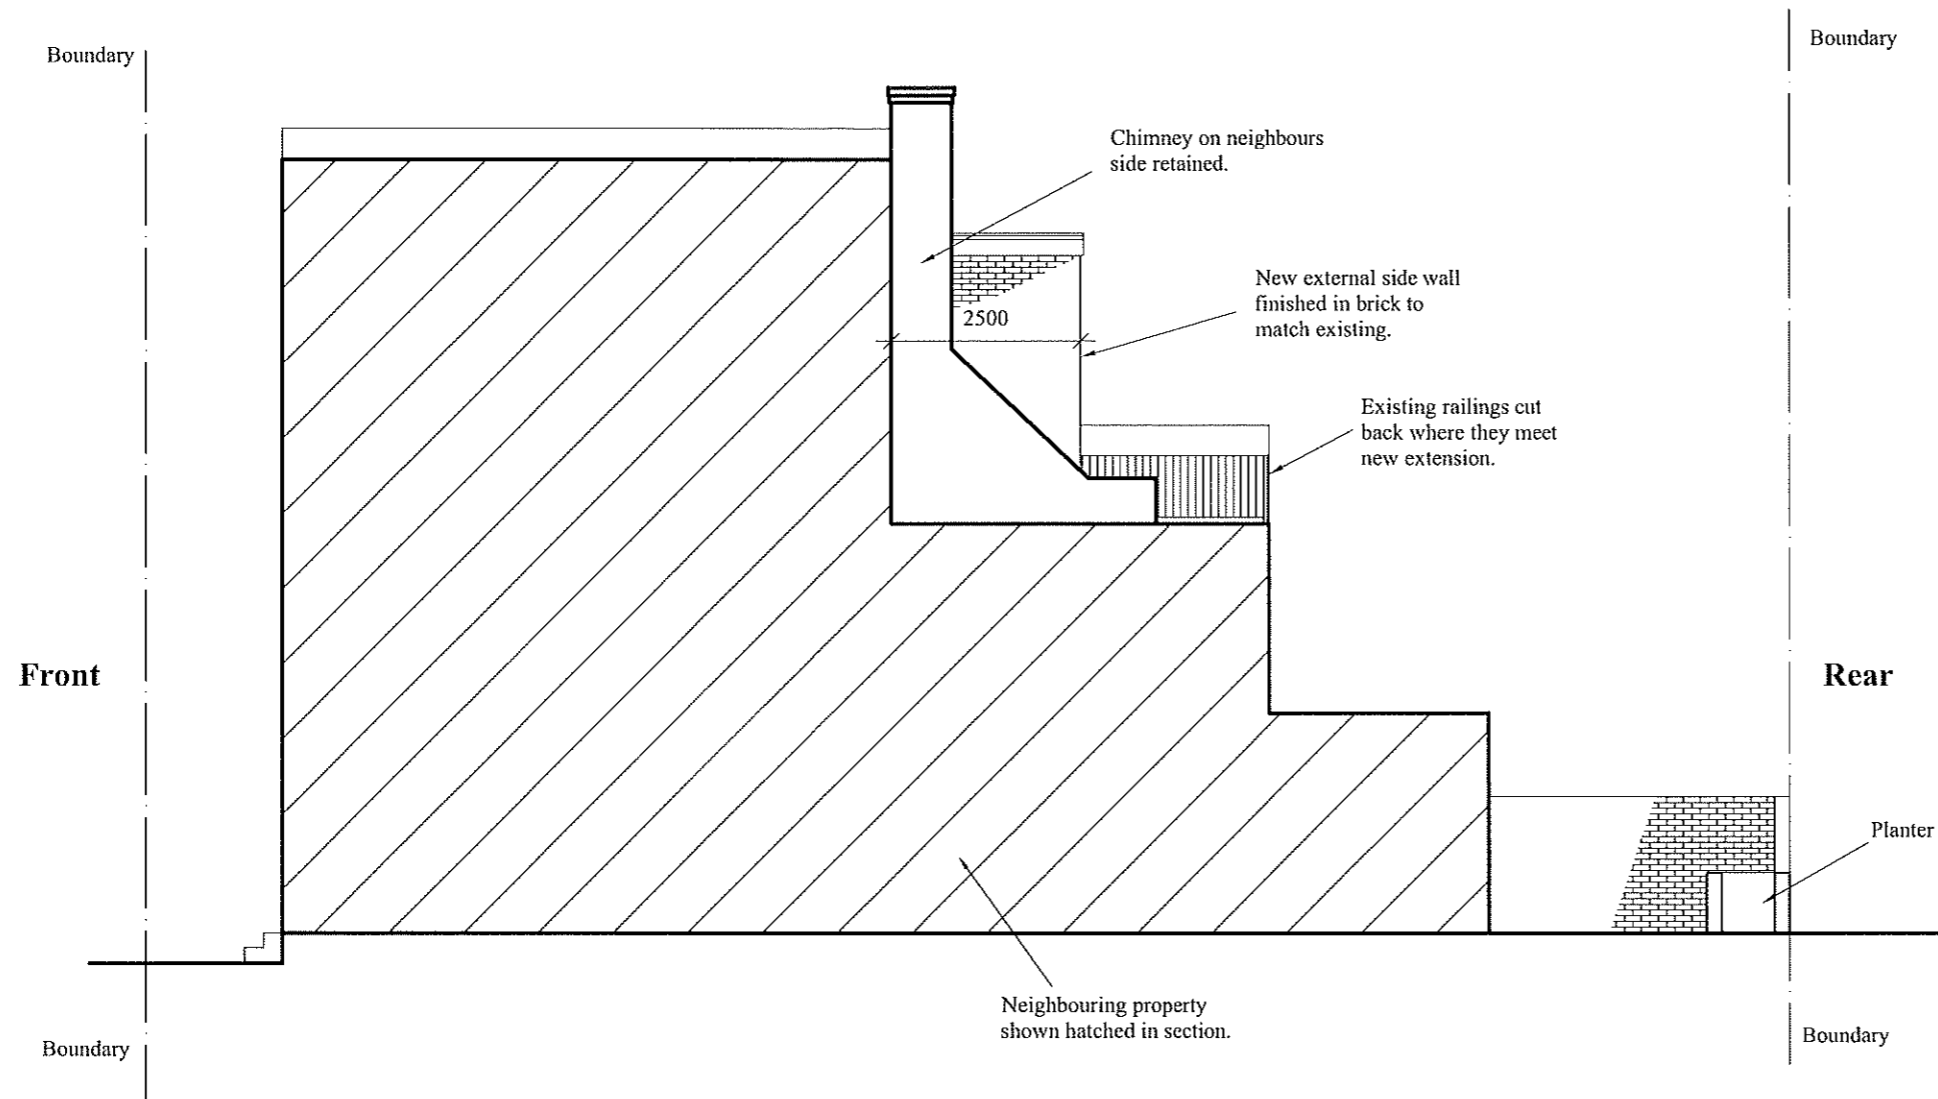 Boundary
Boundary
Chimney on neighbours
side retained.
New external side wall
finished in brick to
match existing.
2500
Existing railings cut
back where they meet
new extension.
Front
Rear
Planter
Neighbouring property
shown hatched in section.
Boundary
Boundary